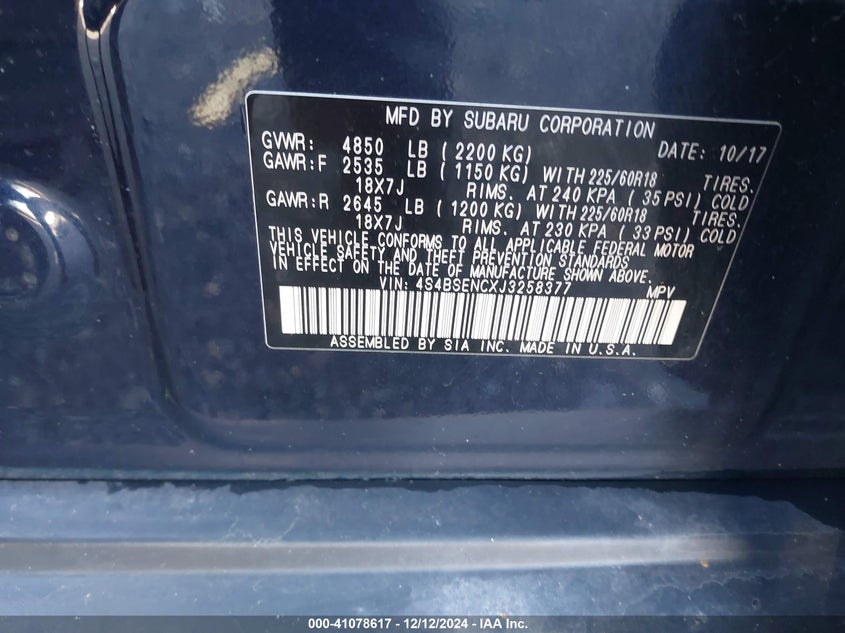 MFD BY SUBARU CORPORATION
GVWR: 4850 LB ( 2200 KG) DATE: 10/17
GAWR:F 2535 LB ( 1150 KG) WITH 225/60R18 TIRES.
18X7J RIMS. AT 240 KPA ( 35 PSI) COLD
GAWR:R 2645 LB ( 1200 KG) WITH 225/60R18 TIRES.
18X7J RIMS. AT 230 KPA ( 33 PSI) COLD
THIS VEHICLE CONFORMS TO ALL APPLICABLE FEDERAL MOTOR
VEHICLE SAFETY AND THEFT PREVENTION STANDARDS
IN EFFECT ON THE DATE OF MANUFACTURE SHOWN ABOVE.
VIN: 4S4BSENCXJ3258377 MPV
ASSEMBLED BY SIA INC. MADE IN U.S.A.
000-41078617 - 12/12/2024 - IAA Inc.